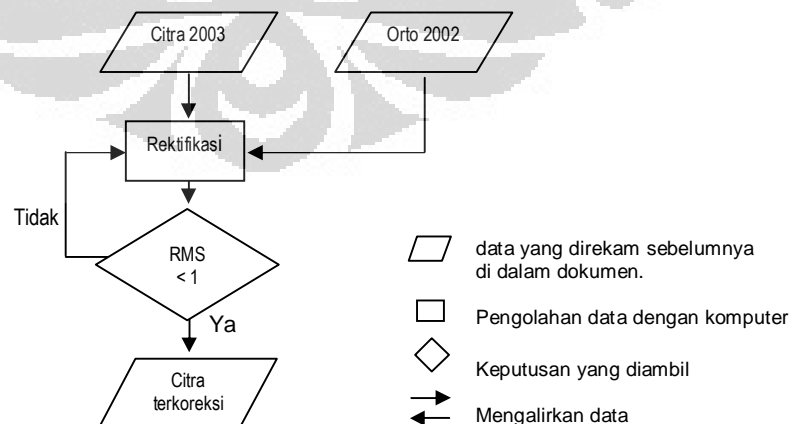 Citra 2003
Orto 2002
Rektifikasi
Tidak
RMS
< 1
Ya
Citra
terkoreksi
data yang direkam sebelumnya
di dalam dokumen.
Pengolahan data dengan komputer
Keputusan yang diambil
Mengalirkan data